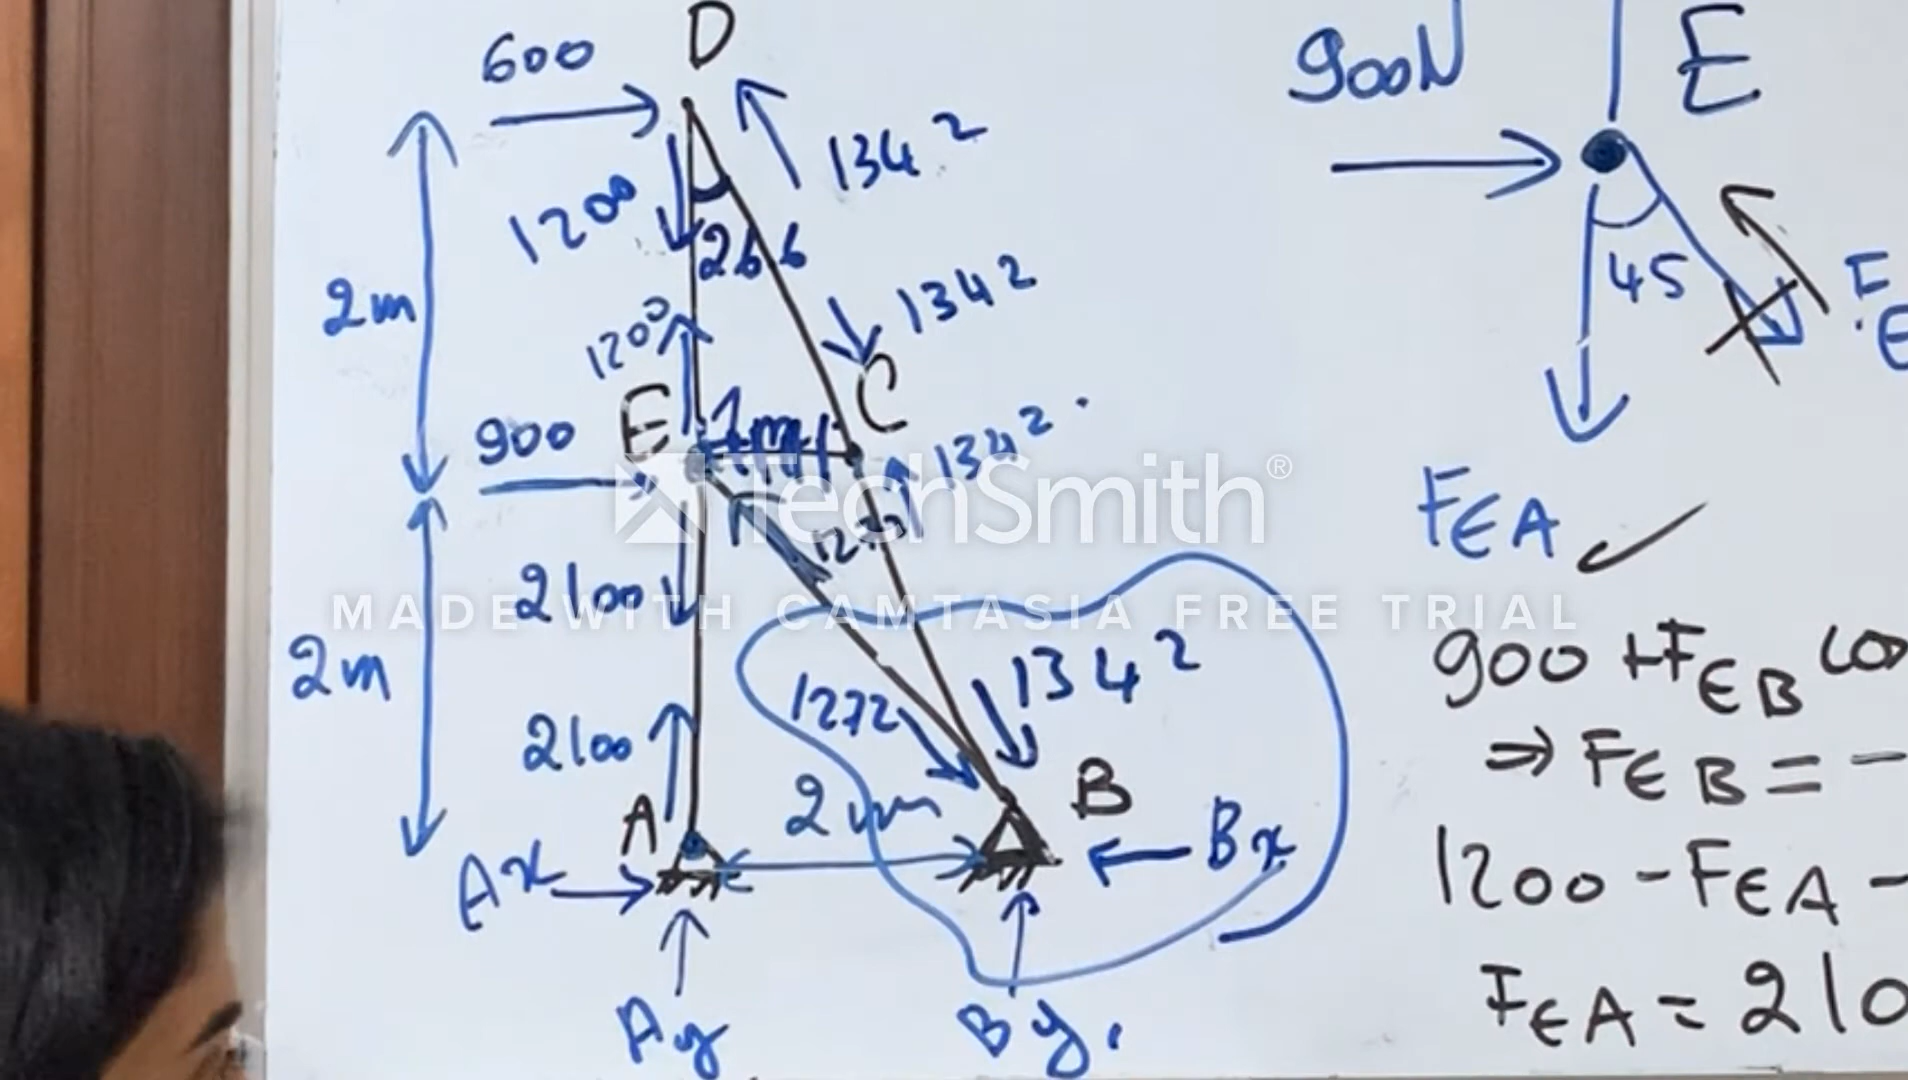 D
600
1342
1200
26.6
2m
1342
1200
C
E
1m
900
1342
TechSmith®
2100
MADE WITH CAMTASIA FREE TRIAL
1342
2m
1272
2100
A
2m
B
Bx
Ax
Ay
By
900N
E
45
FEA
900 + FEB
⇒ FEB = -
1200 - FEA -
FEA = 210